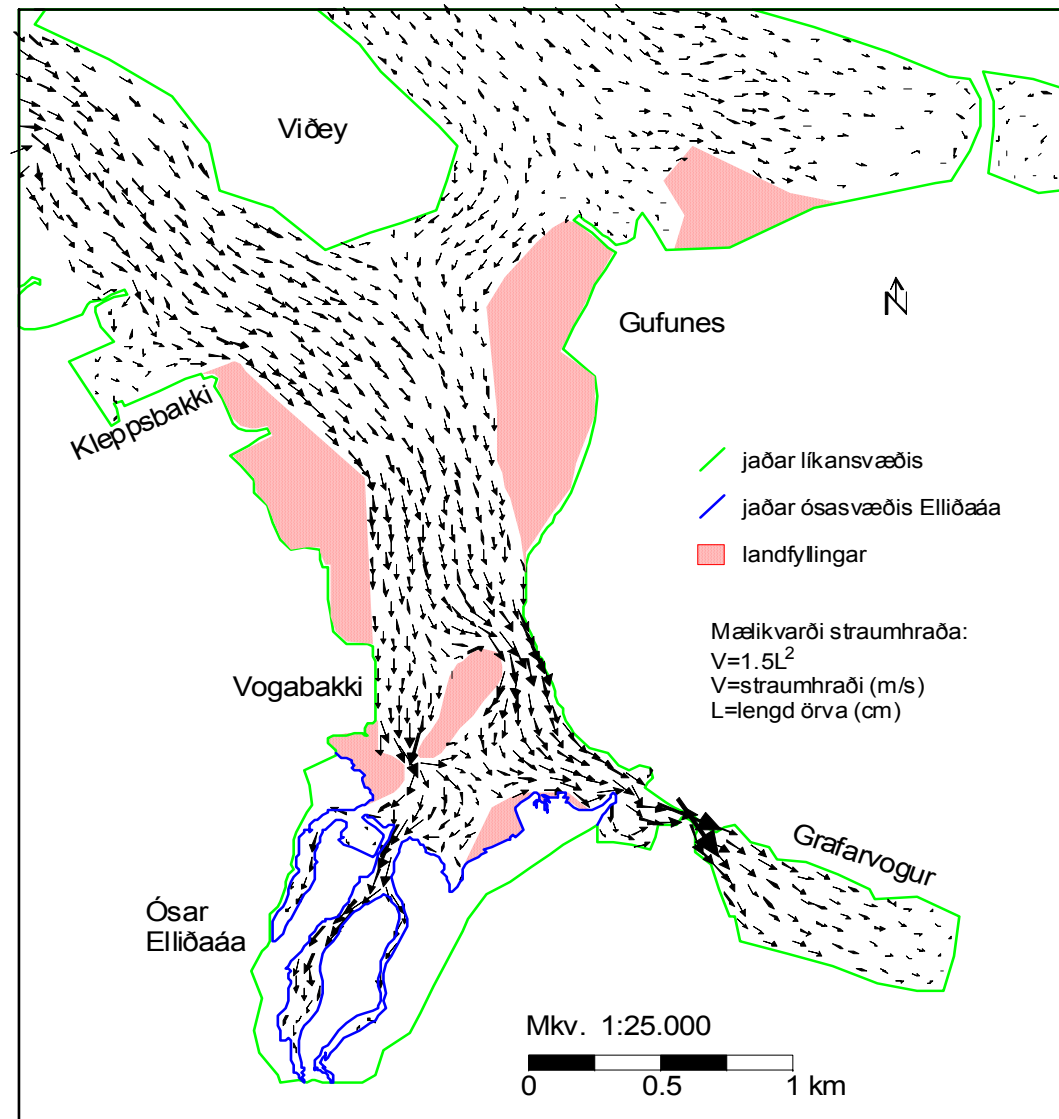 Viðey
N
Gufunes
Kleppsbakki
jaðar líkansvæðis
jaðar ósasvæðis Elliðaáa
landfyllingar
Mælikvarði straumhraða:
V=1.5L²
V=straumhraði (m/s)
L=lengd örva (cm)
Vogabakki
Grafarvogur
Ósar
Elliðaáa
Mkv. 1:25.000
0 0.5 1 km